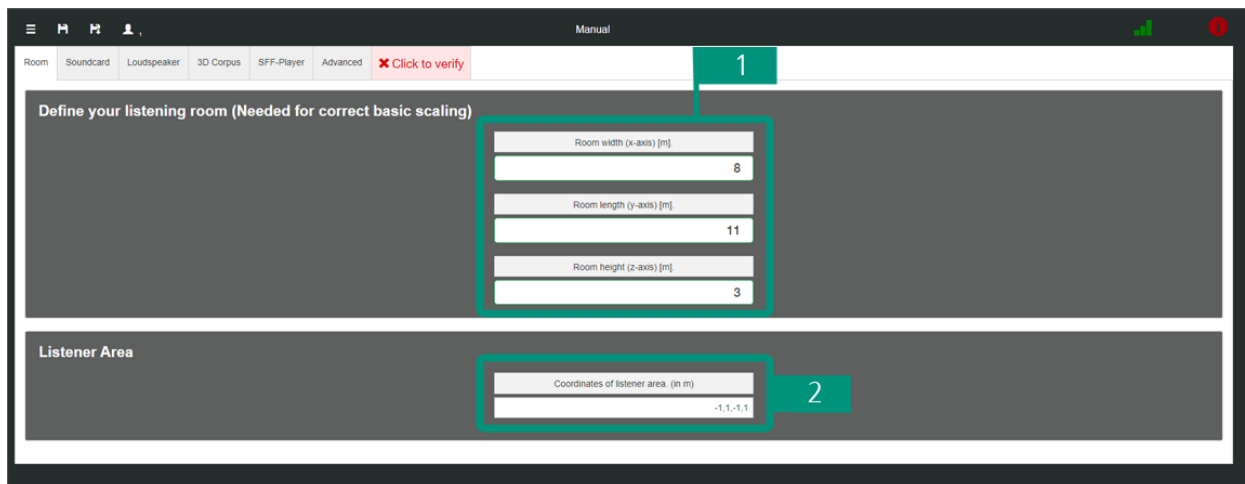 Manual
Room Soundcard Loudspeaker 3D Corpus SFF-Player Advanced Click to verify
1
Define your listening room (Needed for correct basic scaling)
Room width (x-axis) [m].
8
Room length (y-axis) [m].
11
Room height (z-axis) [m].
3
Listener Area
Coordinates of listener area. (in m)
-1,1,-1,1
2